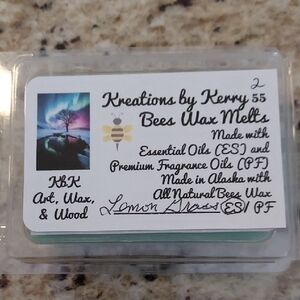 2
Kreations by Kerry 55
Bees Wax Melts
Made with
Essential Oils (ES) and
Premium Fragrance Oils (PF)
Made in Alaska with
All Natural Bees Wax
Lemon Grass (ES) PF
K&K
Art, Wax,
& Wood